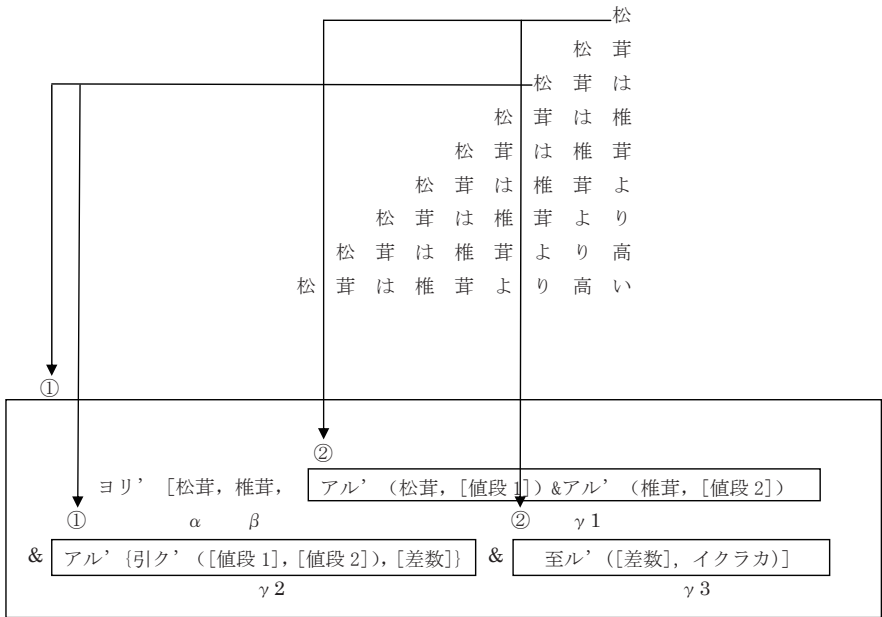 松
松 茸
松 茸 は
松 茸 は 椎
松 茸 は 椎 茸
松 茸 は 椎 茸 よ
松 茸 は 椎 茸 よ り
松 茸 は 椎 茸 よ り 高
松 茸 は 椎 茸 よ り 高 い
①
②
ヨリ’［松茸，椎茸， アル’（松茸，［値段1］）&アル’（椎茸，［値段2］）
① α β ② γ1
& アル’｛引ク’（［値段1］，［値段2］），［差数］｝ & 至ル’（［差数］，イクラカ）］
γ2 γ3